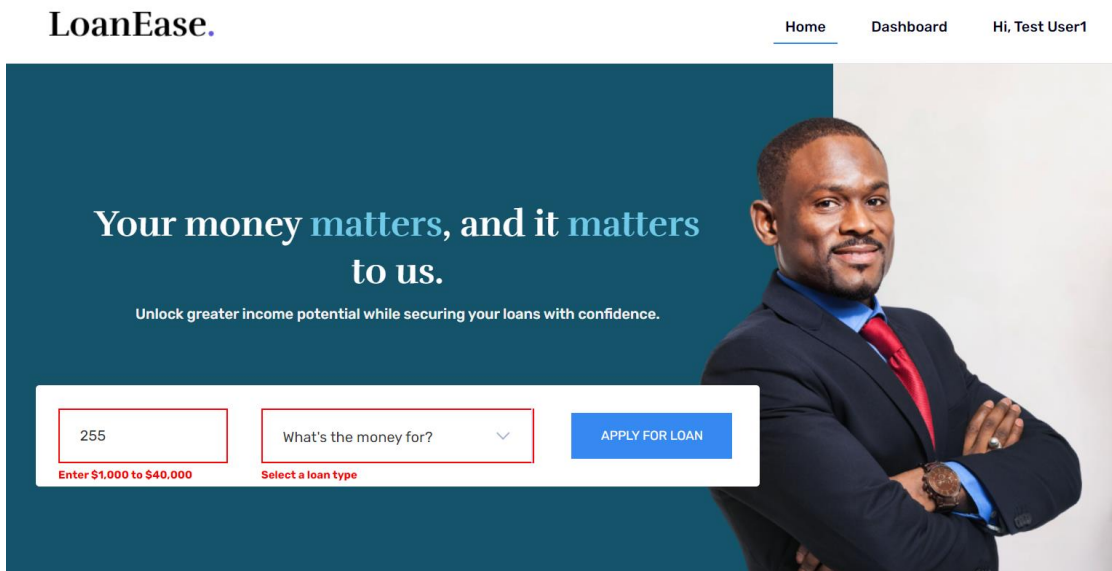 LoanEase.
Home Dashboard Hi, Test User1
Your money matters, and it matters
to us.
Unlock greater income potential while securing your loans with confidence.
255 What's the money for? APPLY FOR LOAN
Enter $1,000 to $40,000 Select a loan type